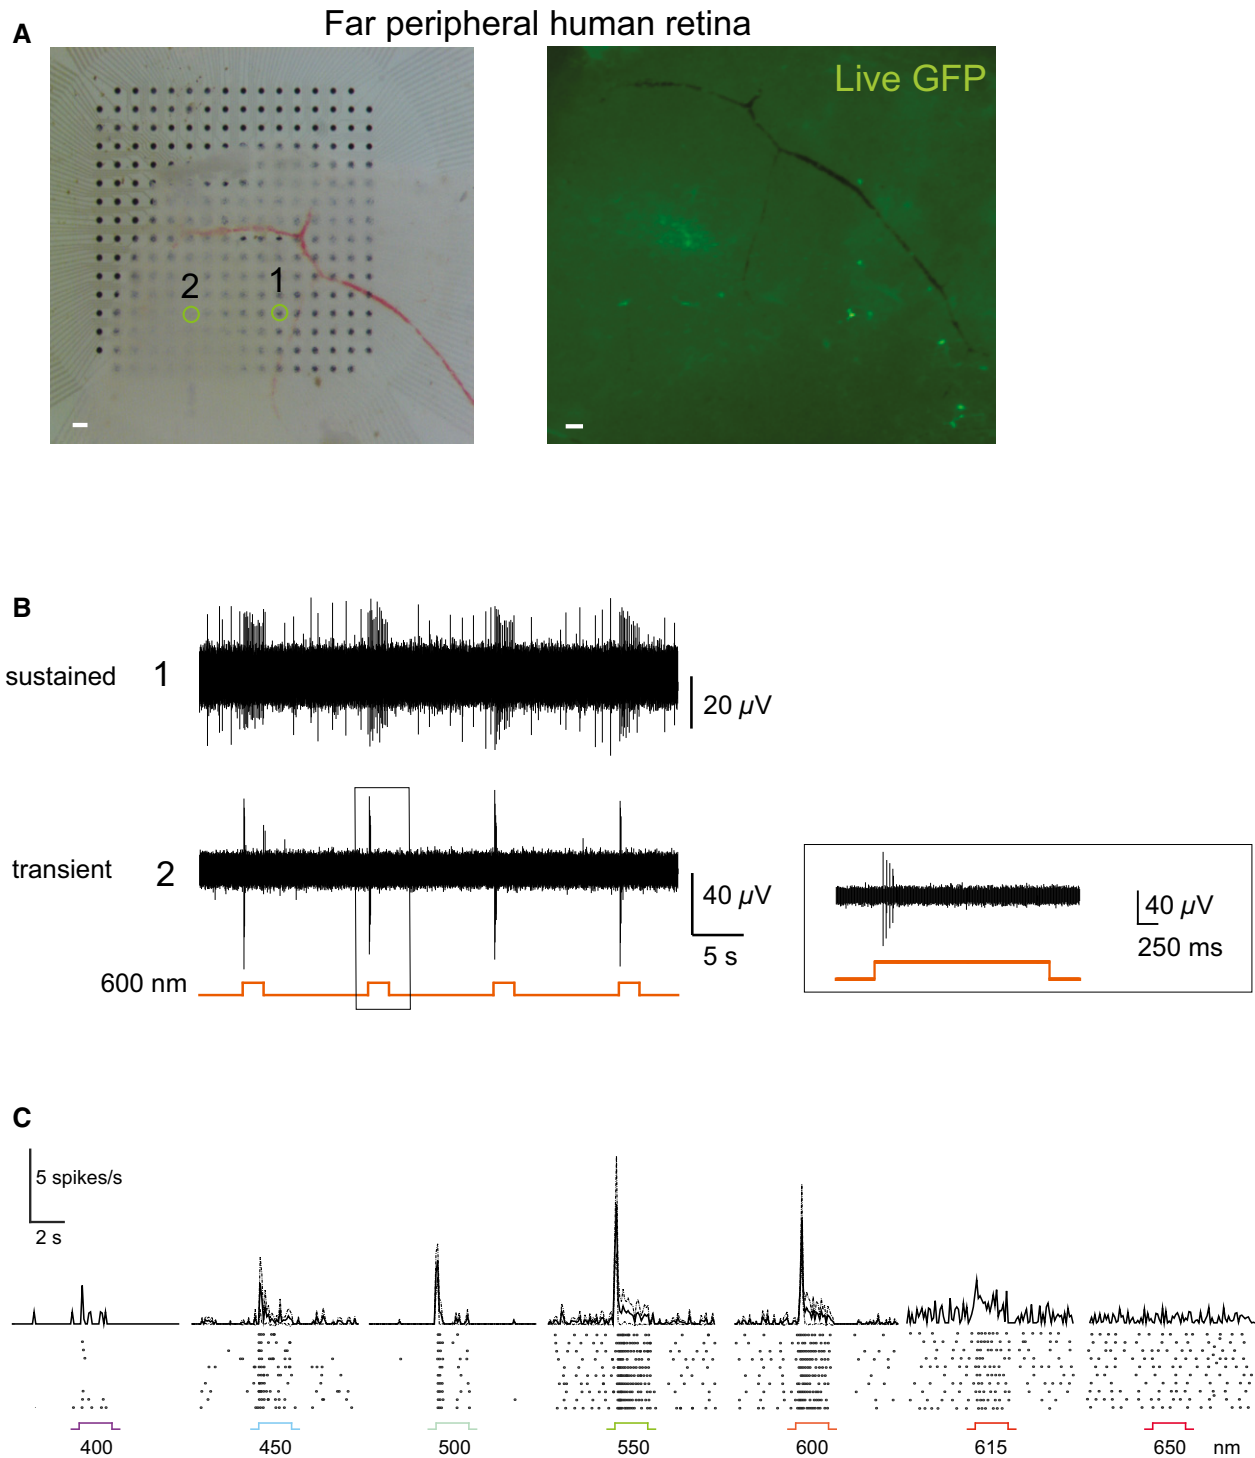 Far peripheral human retina
A
Live GFP
2
1
B
sustained 1
20 µV
transient 2
40 µV
5 s
600 nm
40 µV
250 ms
C
5 spikes/s
2 s
400 450 500 550 600 615 650 nm